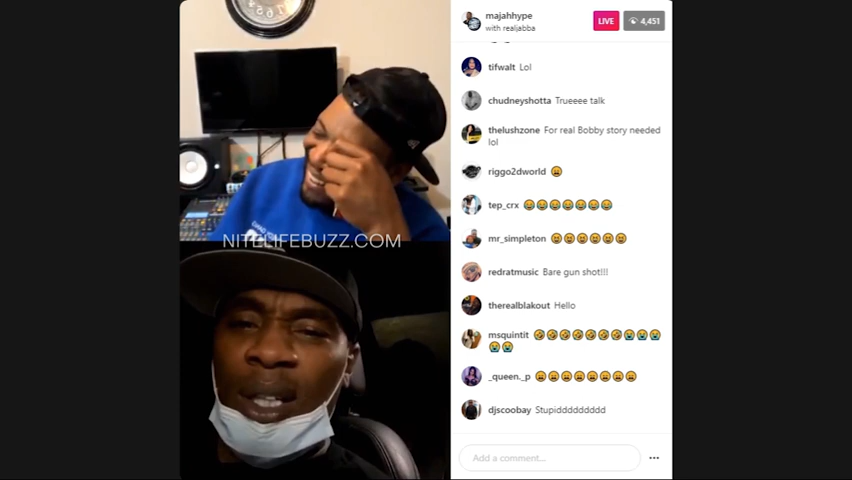 majahhype
with realjabba
LIVE
4,451
tifwalt Lol
chudneyshotta Trueeee talk
thelushzone For real Bobby story needed
lol
riggo2dworld 😩
tep_crx 😂😂😂😂😂😂😂
mr_simpleton 😆😆😆😆😆😆
redratmusic Bare gun shot!!!
therealblakout Hello
msquintit 🤣🤣🤣🤣🤣🤣🤣😭😭😭
😭😭
_queen._p 😩😩😩😩😩😩😩😩
djscoobay Stupidddddddddd
Add a comment...
NITELIFEBUZZ.COM